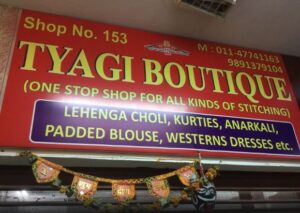 Shop No. 153
M : 011-47741163
9891379104
TYAGI BOUTIQUE
(ONE STOP SHOP FOR ALL KINDS OF STITCHING)
LEHENGA CHOLI, KURTIES, ANARKALI,
PADDED BLOUSE, WESTERNS DRESSES etc.